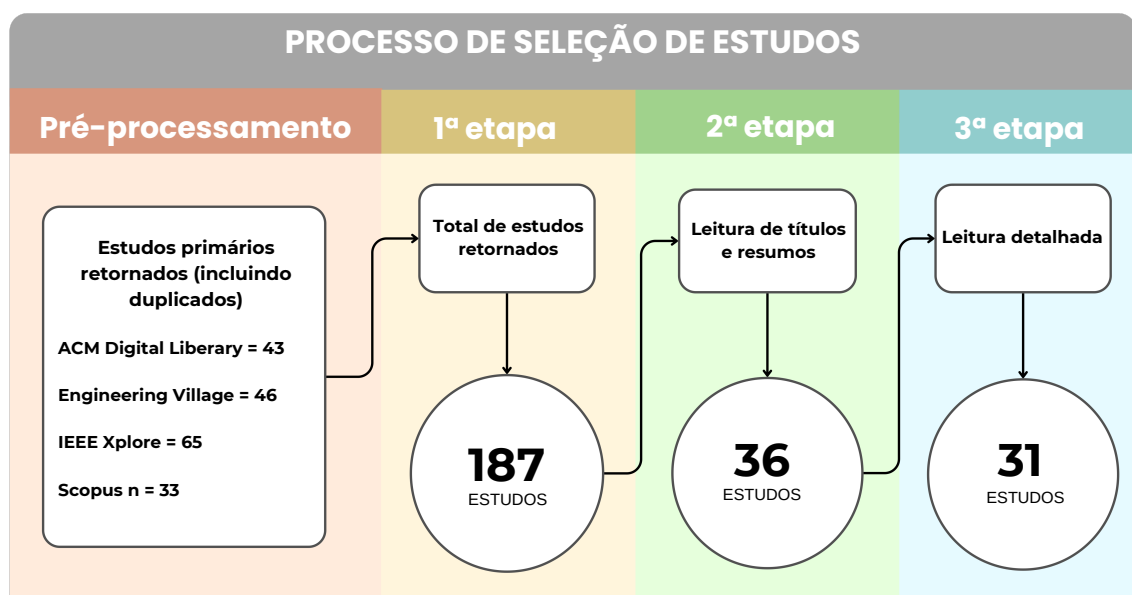 PROCESSO DE SELEÇÃO DE ESTUDOS
Pré-processamento
1ª etapa
2ª etapa
3ª etapa
Estudos primários
retornados (incluindo
duplicados)
ACM Digital Liberary = 43
Engineering Village = 46
IEEE Xplore = 65
Scopus n = 33
Total de estudos
retornados
187
ESTUDOS
Leitura de títulos
e resumos
36
ESTUDOS
Leitura detalhada
31
ESTUDOS